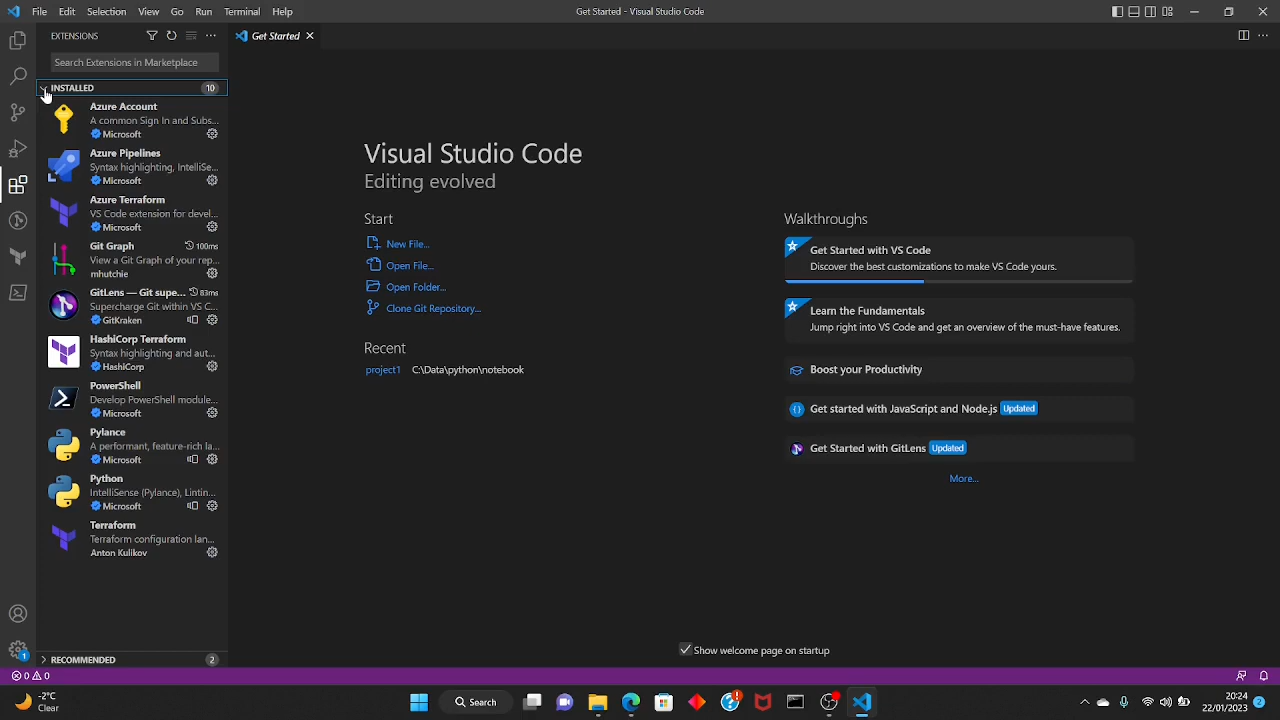 File Edit Selection View Go Run Terminal Help
Get Started - Visual Studio Code
EXTENSIONS
Get Started
Search Extensions in Marketplace
INSTALLED 10
Azure Account
A common Sign In and Subs...
Microsoft
Azure Pipelines
Syntax highlighting, IntelliSe...
Microsoft
Azure Terraform
VS Code extension for devel...
Microsoft
Git Graph 100ms
View a Git Graph of your rep...
mhutchie
GitLens — Git supe... 83ms
Supercharge Git within VS C...
GitKraken
HashiCorp Terraform
Syntax highlighting and aut...
HashiCorp
PowerShell
Develop PowerShell module...
Microsoft
Pylance
A performant, feature-rich la...
Microsoft
Python
IntelliSense (Pylance), Lintin...
Microsoft
Terraform
Terraform configuration lan...
Anton Kulikov
RECOMMENDED 2
Visual Studio Code
Editing evolved
Start
New File...
Open File...
Open Folder...
Clone Git Repository...
Recent
project1 C:\Data\python\notebook
Walkthroughs
Get Started with VS Code
Discover the best customizations to make VS Code yours.
Learn the Fundamentals
Jump right into VS Code and get an overview of the must-have features.
Boost your Productivity
Get started with JavaScript and Node.js Updated
Get Started with GitLens Updated
More...
Show welcome page on startup
1
0 0
-2°C
Clear
Search
20:24
22/01/2023
2